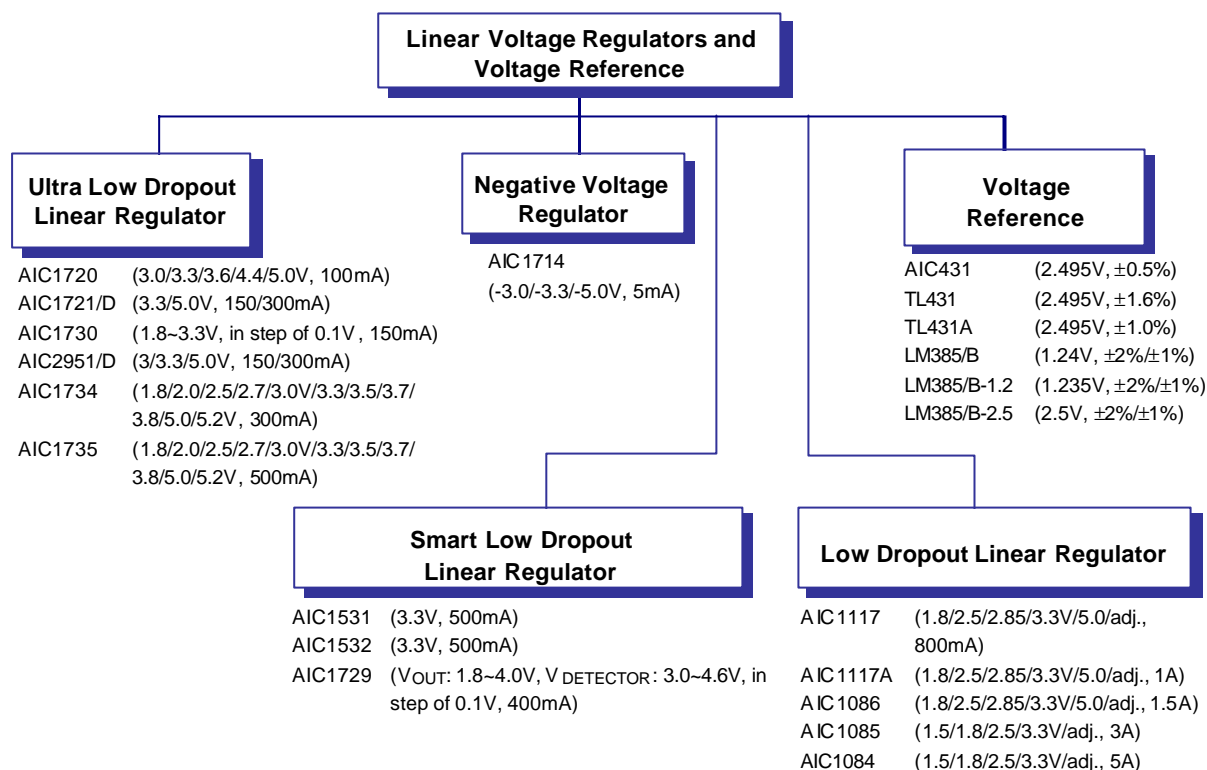 Linear Voltage Regulators and
Voltage Reference
Ultra Low Dropout
Linear Regulator
AIC1720 (3.0/3.3/3.6/4.4/5.0V, 100mA)
AIC1721/D (3.3/5.0V, 150/300mA)
AIC1730 (1.8~3.3V, in step of 0.1V, 150mA)
AIC2951/D (3/3.3/5.0V, 150/300mA)
AIC1734 (1.8/2.0/2.5/2.7/3.0V/3.3/3.5/3.7/
3.8/5.0/5.2V, 300mA)
AIC1735 (1.8/2.0/2.5/2.7/3.0V/3.3/3.5/3.7/
3.8/5.0/5.2V, 500mA)
Negative Voltage
Regulator
AIC1714
(-3.0/-3.3/-5.0V, 5mA)
Voltage
Reference
AIC431 (2.495V, ±0.5%)
TL431 (2.495V, ±1.6%)
TL431A (2.495V, ±1.0%)
LM385/B (1.24V, ±2%/±1%)
LM385/B-1.2 (1.235V, ±2%/±1%)
LM385/B-2.5 (2.5V, ±2%/±1%)
Smart Low Dropout
Linear Regulator
AIC1531 (3.3V, 500mA)
AIC1532 (3.3V, 500mA)
AIC1729 (VOUT: 1.8~4.0V, V DETECTOR: 3.0~4.6V, in
step of 0.1V, 400mA)
Low Dropout Linear Regulator
AIC1117 (1.8/2.5/2.85/3.3V/5.0/adj.,
800mA)
AIC1117A (1.8/2.5/2.85/3.3V/5.0/adj., 1A)
AIC1086 (1.8/2.5/2.85/3.3V/5.0/adj., 1.5A)
AIC1085 (1.5/1.8/2.5/3.3V/adj., 3A)
AIC1084 (1.5/1.8/2.5/3.3V/adj., 5A)